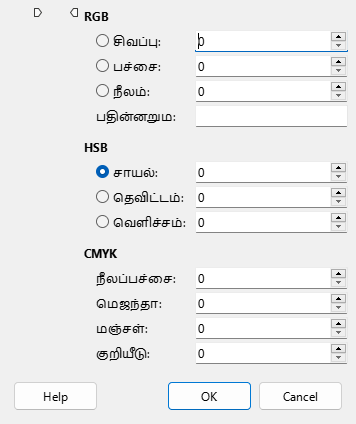 RGB
சிவப்பு: 0
பச்சை: 0
நீலம்: 0
பதின்னறும:
HSB
சாயல்: 0
தெவிட்டம்: 0
வெளிச்சம்: 0
CMYK
நீலப்பச்சை: 0
மெஜந்தா: 0
மஞ்சள்: 0
குறியீடு: 0
Help OK Cancel